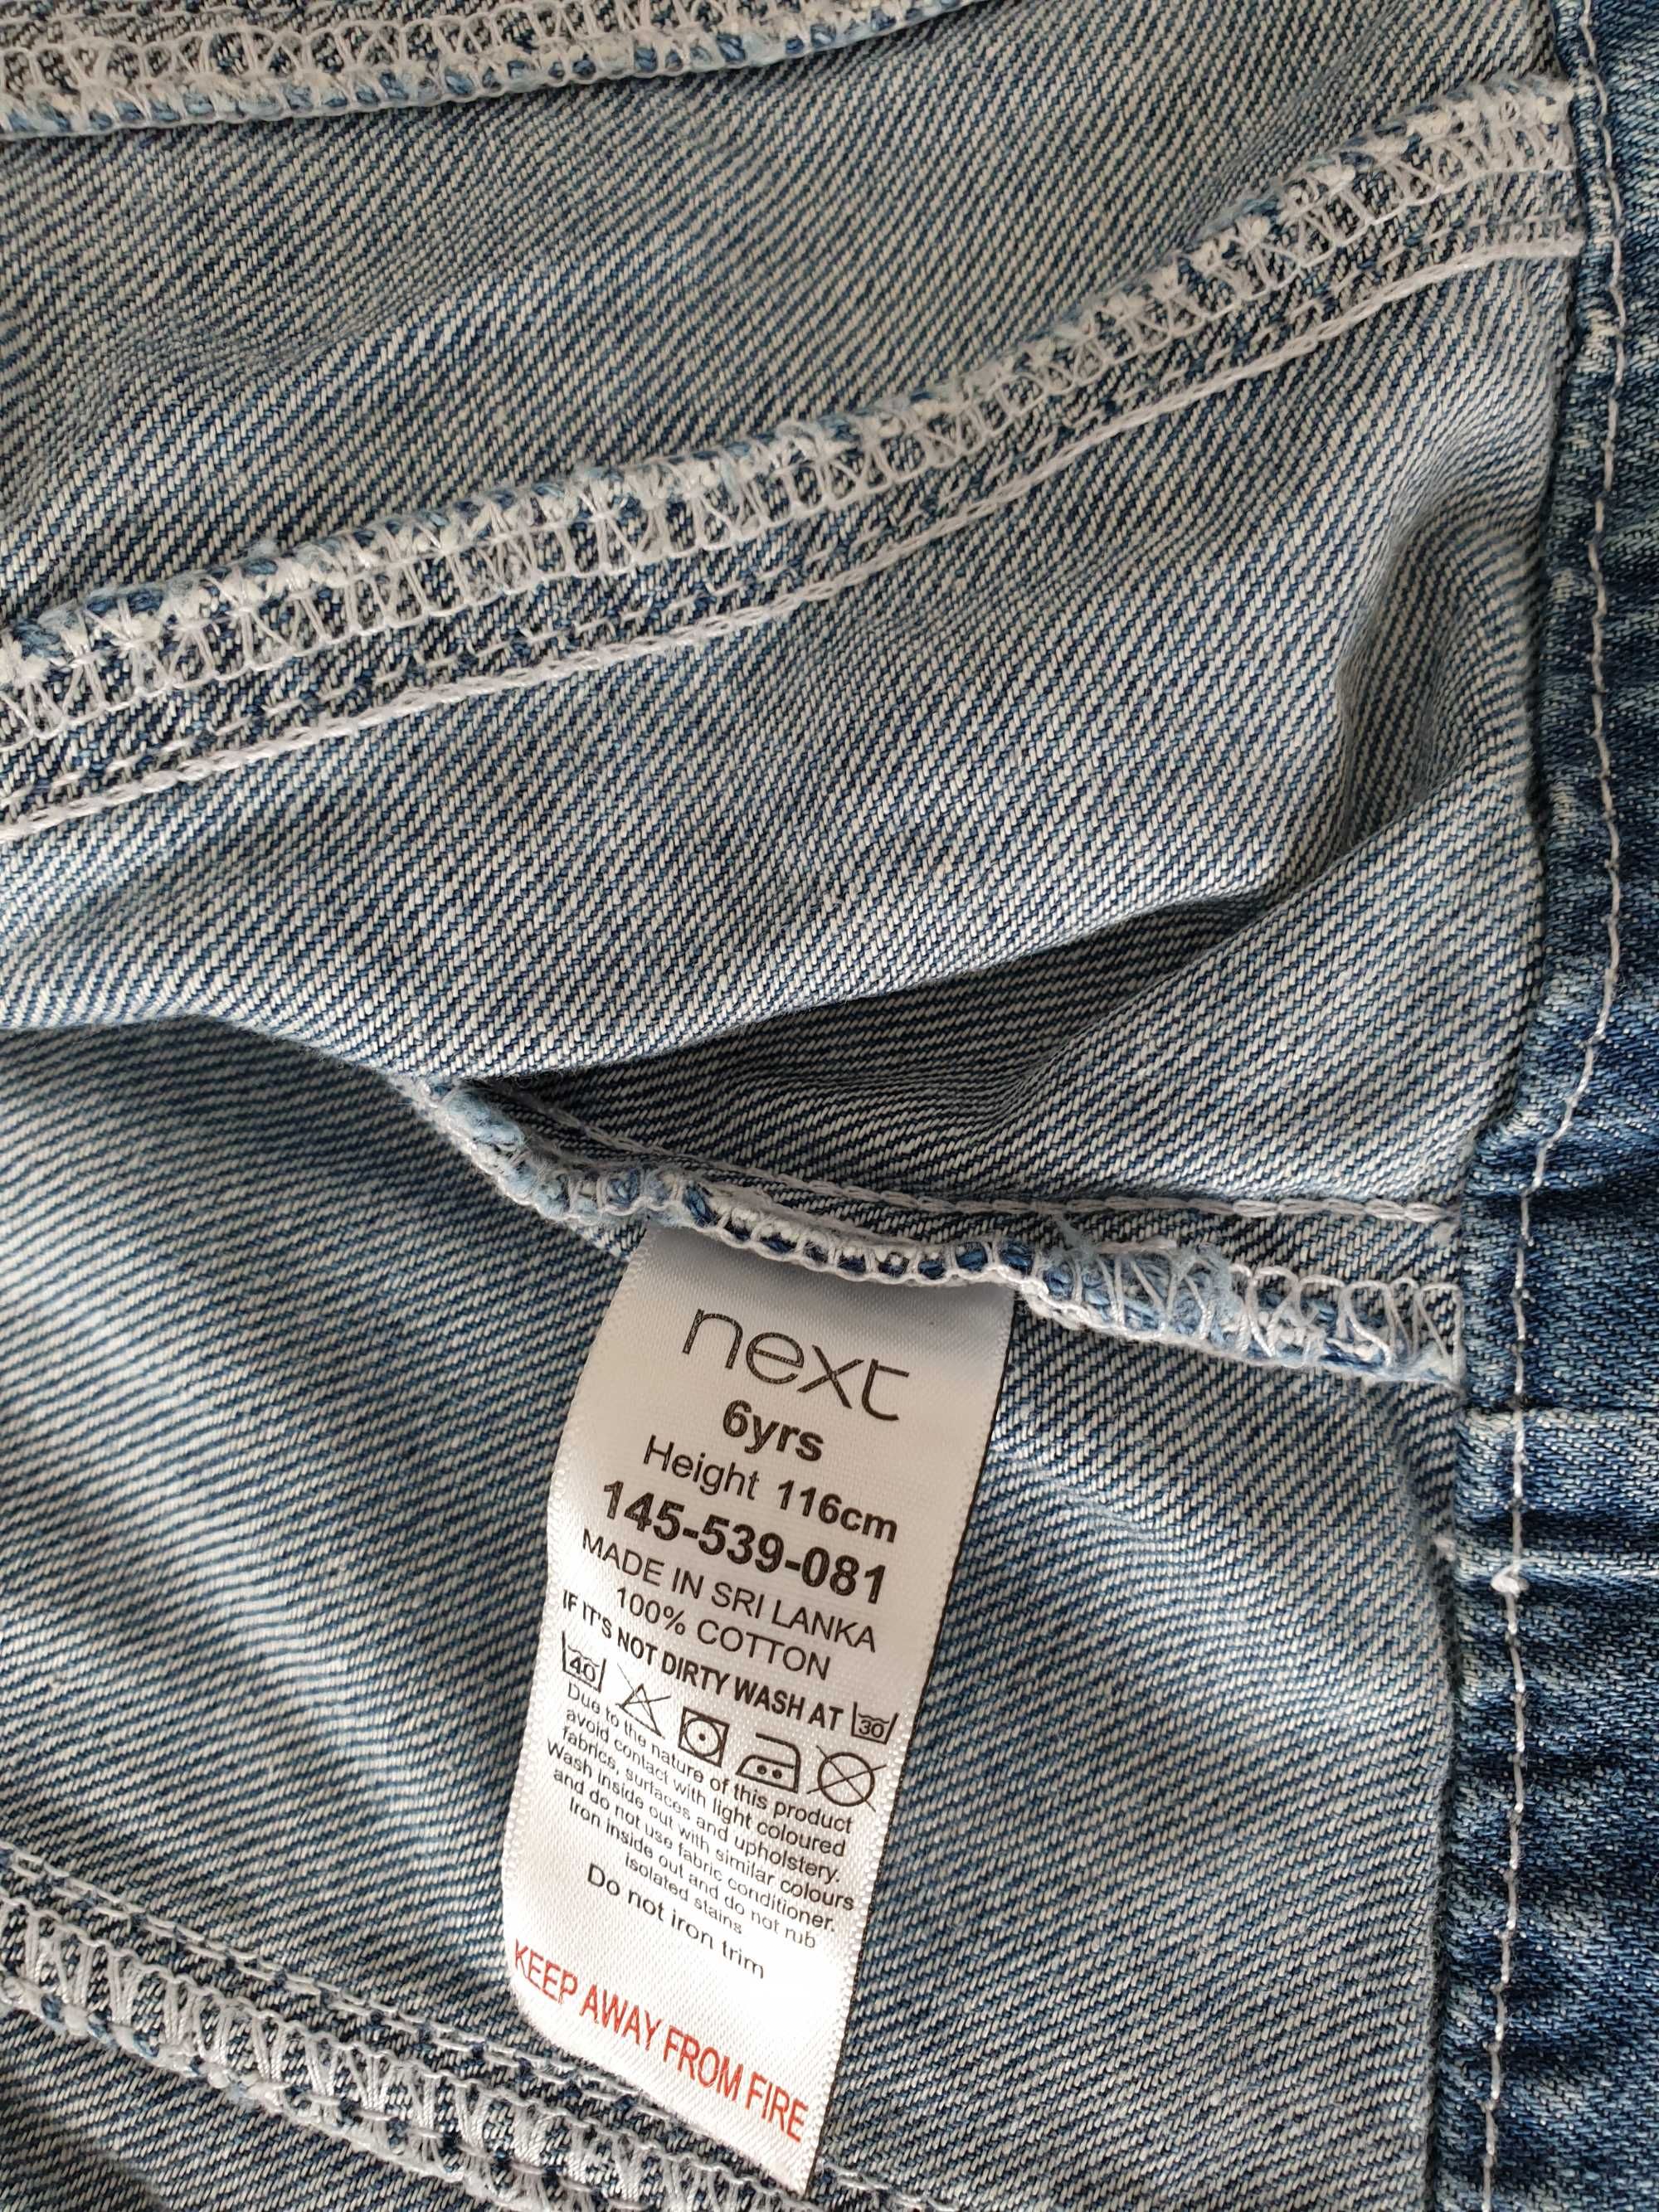 next
6yrs
Height 116cm
145-539-081
MADE IN SRI LANKA
100% COTTON
IF IT'S NOT DIRTY WASH AT 30
40
Due to the nature of this product
avoid contact with light coloured
fabrics, surfaces and upholstery.
Wash inside out with similar colours
and do not use fabric conditioner.
Iron inside out and do not rub
isolated stains
Do not iron trim
KEEP AWAY FROM FIRE